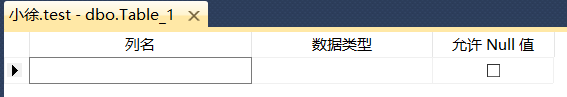 小徐.test - dbo.Table_1
列名 数据类型 允许 Null 值